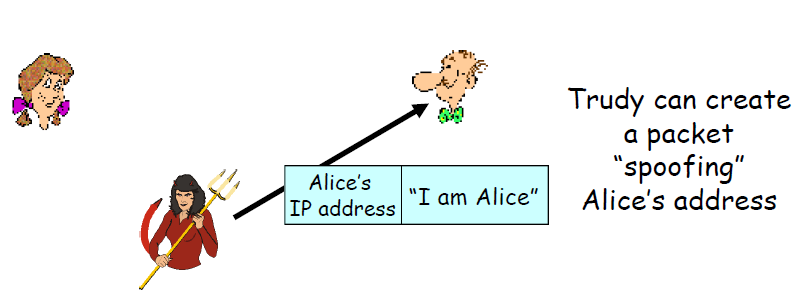 Alice's
IP address
"I am Alice"
Trudy can create
a packet
“spoofing”
Alice's address